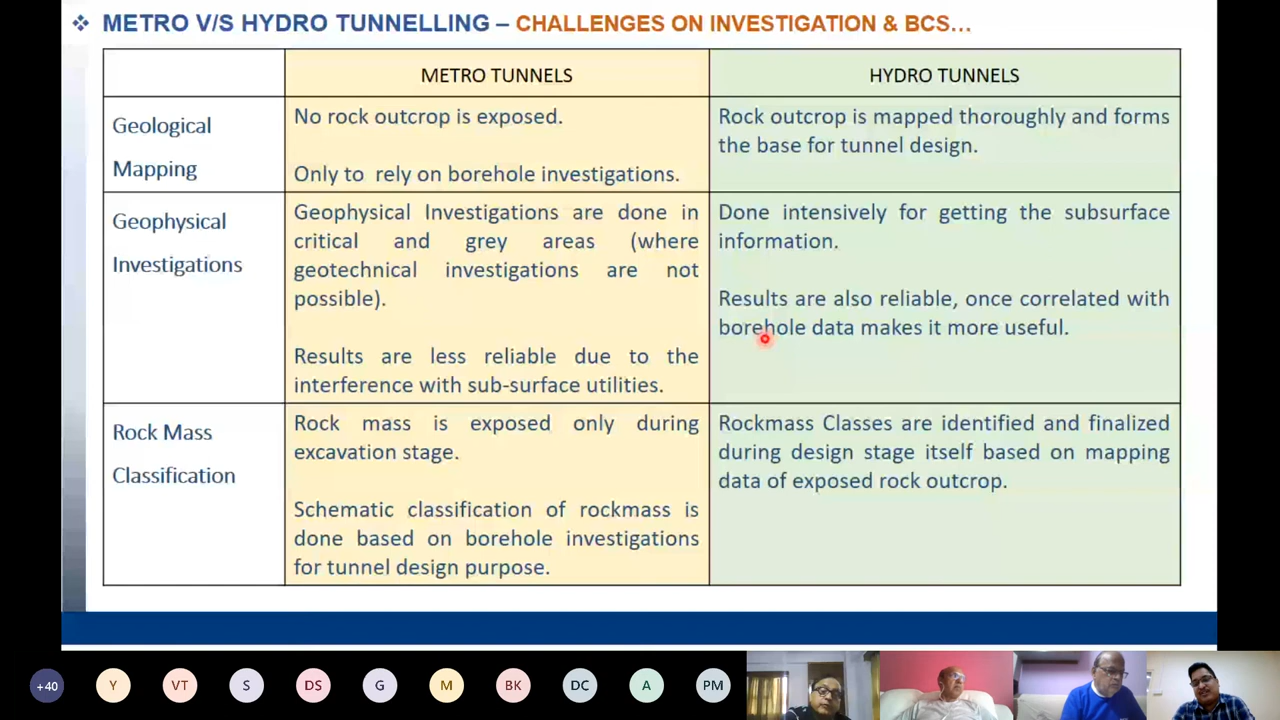 METRO V/S HYDRO TUNNELLING – CHALLENGES ON INVESTIGATION & BCS...
METRO TUNNELS
HYDRO TUNNELS
Geological
Mapping
No rock outcrop is exposed.
Only to rely on borehole investigations.
Rock outcrop is mapped thoroughly and forms
the base for tunnel design.
Geophysical
Investigations
Geophysical Investigations are done in
critical and grey areas (where
geotechnical investigations are not
possible).
Results are less reliable due to the
interference with sub-surface utilities.
Done intensively for getting the subsurface
information.
Results are also reliable, once correlated with
borehole data makes it more useful.
Rock Mass
Classification
Rock mass is exposed only during
excavation stage.
Schematic classification of rockmass is
done based on borehole investigations
for tunnel design purpose.
Rockmass Classes are identified and finalized
during design stage itself based on mapping
data of exposed rock outcrop.
+40 Y VT S DS G M BK DC A PM